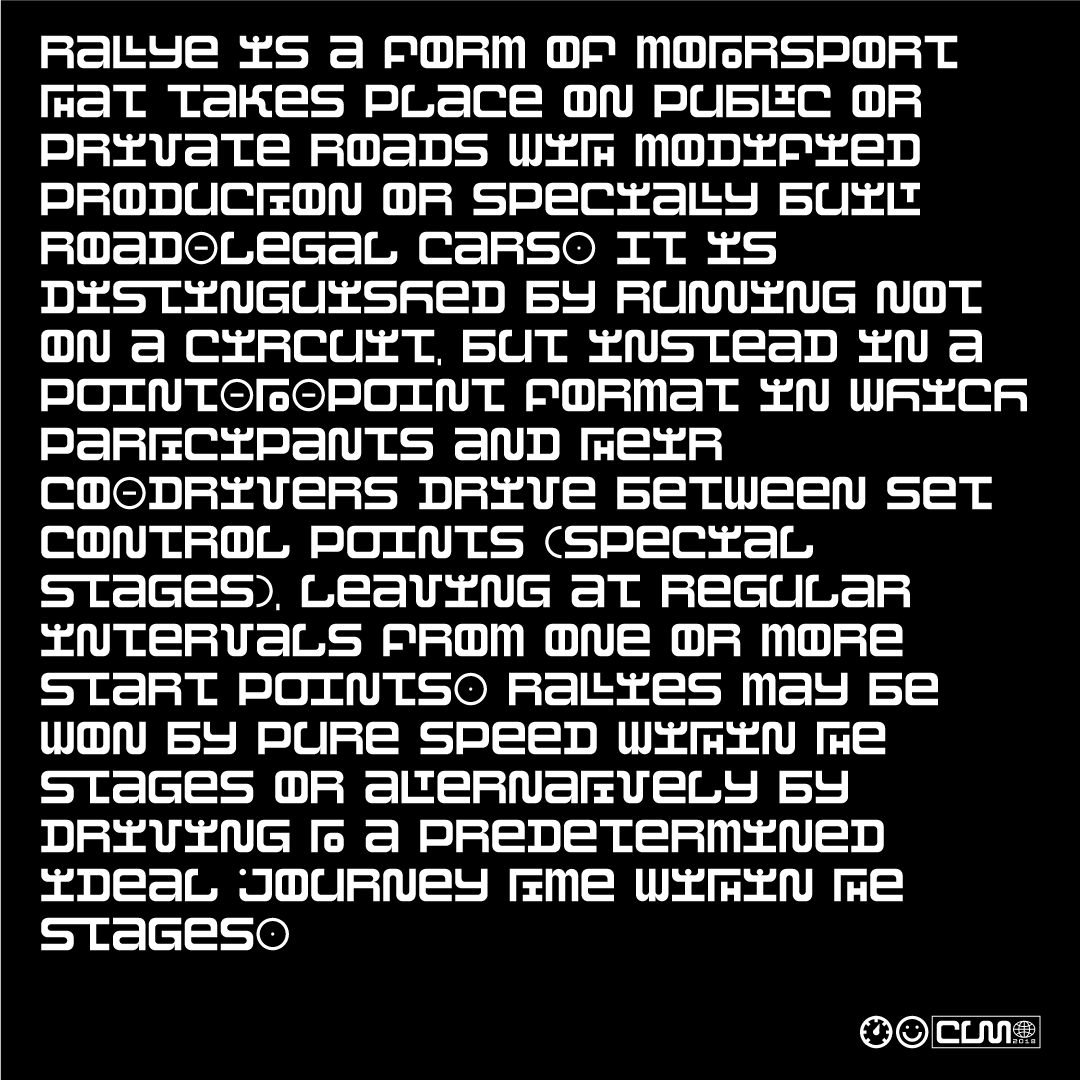 Rallye is a form of motorsport
that takes place on public or
private roads with modified
production or specially built
road-legal cars. It is
distinguished by running not
on a circuit, but instead in a
point-to-point format in which
participants and their
co-drivers drive between set
control points (special
stages), leaving at regular
intervals from one or more
start points. Rallyes may be
won by pure speed within the
stages or alternatively by
driving to a predetermined
ideal journey time within the
stages.
CLM
2018